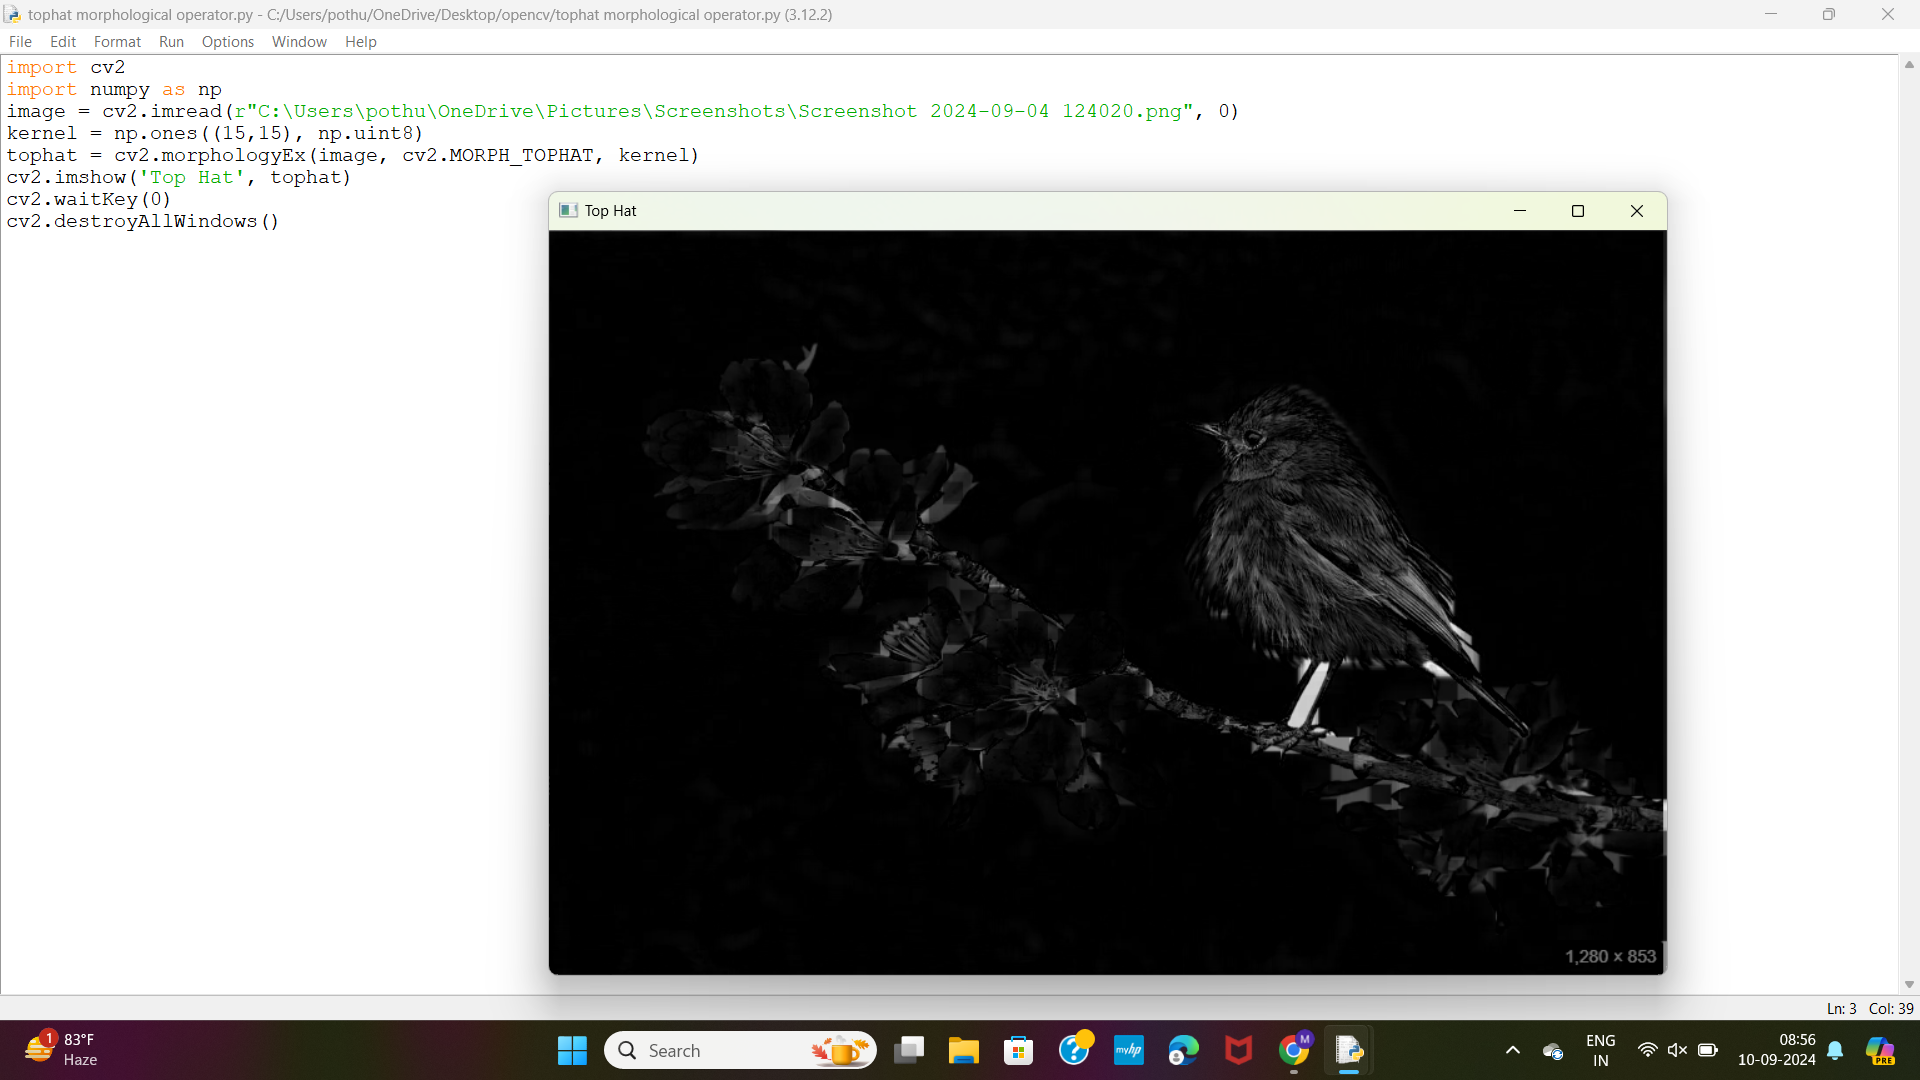 tophat morphological operator.py - C:/Users/pothu/OneDrive/Desktop/opencv/tophat morphological operator.py (3.12.2)
File Edit Format Run Options Window Help
import cv2
import numpy as np
image = cv2.imread(r"C:\Users\pothu\OneDrive\Pictures\Screenshots\Screenshot 2024-09-04 124020.png", 0)
kernel = np.ones((15,15), np.uint8)
tophat = cv2.morphologyEx(image, cv2.MORPH_TOPHAT, kernel)
cv2.imshow('Top Hat', tophat)
cv2.waitKey(0)
cv2.destroyAllWindows()
Top Hat
1,280 × 853
Ln: 3 Col: 39
1
83°F
Haze
Search
myhp
M
ENG
IN
08:56
10-09-2024
PRE